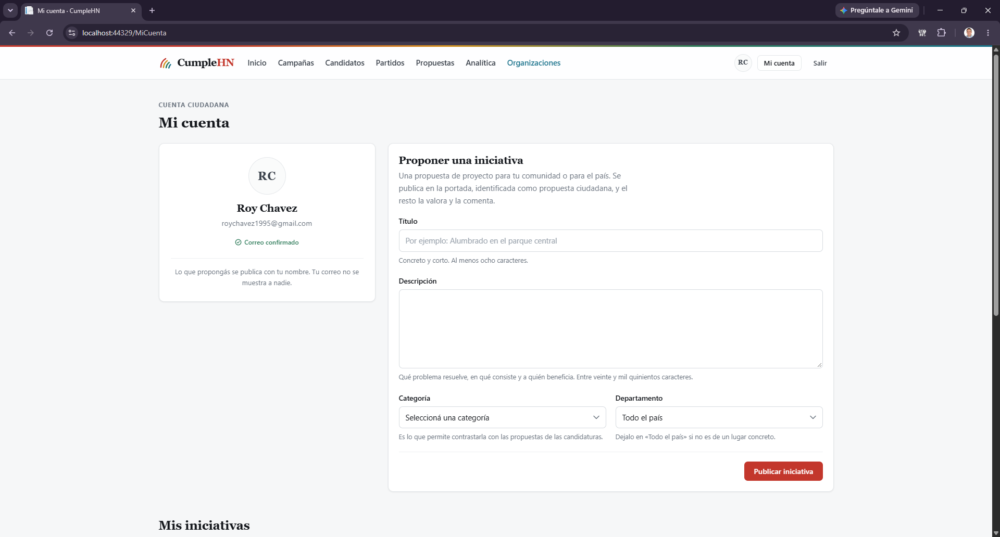 Mi cuenta · CumpleHN
Pregúntale a Gemini
localhost:44329/MiCuenta
CumpleHN
Inicio
Campañas
Candidatos
Partidos
Propuestas
Analítica
Organizaciones
RC
Mi cuenta
Salir
CUENTA CIUDADANA
Mi cuenta
RC
Roy Chavez
roychavez1995@gmail.com
Correo confirmado
Lo que propongás se publica con tu nombre. Tu correo no se
muestra a nadie.
Proponer una iniciativa
Una propuesta de proyecto para tu comunidad o para el país. Se
publica en la portada, identificada como propuesta ciudadana, y el
resto la valora y la comenta.
Título
Por ejemplo: Alumbrado en el parque central
Concreto y corto. Al menos ocho caracteres.
Descripción
Qué problema resuelve, en qué consiste y a quién beneficia. Entre veinte y mil quinientos caracteres.
Categoría
Seleccioná una categoría
Es lo que permite contrastarla con las propuestas de las candidaturas.
Departamento
Todo el país
Dejalo en «Todo el país» si no es de un lugar concreto.
Publicar iniciativa
Mis iniciativas